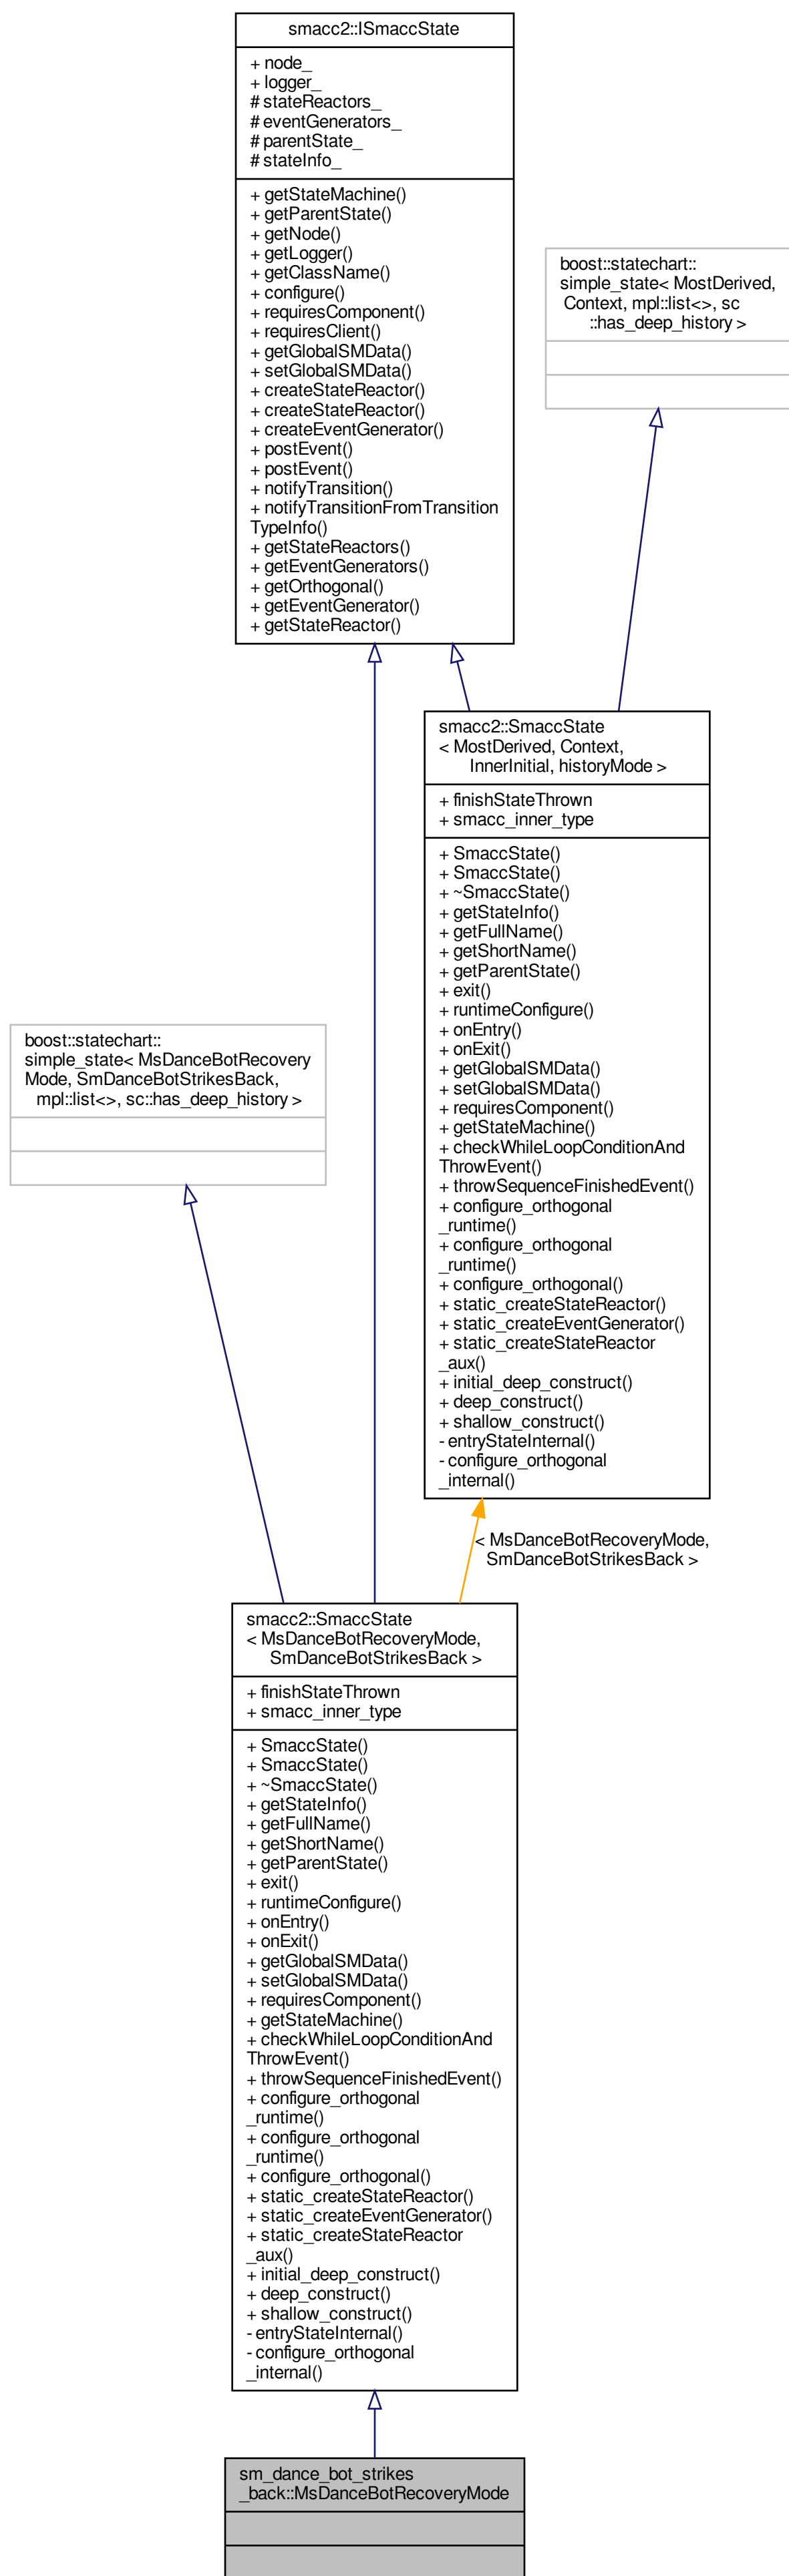 smacc2::ISmaccState
+ node_
+ logger_
# stateReactors_
# eventGenerators_
# parentState_
# stateInfo_
+ getStateMachine()
+ getParentState()
+ getNode()
+ getLogger()
+ getClassName()
+ configure()
+ requiresComponent()
+ requiresClient()
+ getGlobalSMData()
+ setGlobalSMData()
+ createStateReactor()
+ createStateReactor()
+ createEventGenerator()
+ postEvent()
+ postEvent()
+ notifyTransition()
+ notifyTransitionFromTransition
TypeInfo()
+ getStateReactors()
+ getEventGenerators()
+ getOrthogonal()
+ getEventGenerator()
+ getStateReactor()
boost::statechart::
simple_state< MostDerived,
Context, mpl::list<>, sc
::has_deep_history >
smacc2::SmaccState
< MostDerived, Context,
InnerInitial, historyMode >
+ finishStateThrown
+ smacc_inner_type
+ SmaccState()
+ SmaccState()
+ ~SmaccState()
+ getStateInfo()
+ getFullName()
+ getShortName()
+ getParentState()
+ exit()
+ runtimeConfigure()
+ onEntry()
+ onExit()
+ getGlobalSMData()
+ setGlobalSMData()
+ requiresComponent()
+ getStateMachine()
+ checkWhileLoopConditionAnd
ThrowEvent()
+ throwSequenceFinishedEvent()
+ configure_orthogonal
_runtime()
+ configure_orthogonal
_runtime()
+ configure_orthogonal()
+ static_createStateReactor()
+ static_createEventGenerator()
+ static_createStateReactor
_aux()
+ initial_deep_construct()
+ deep_construct()
+ shallow_construct()
- entryStateInternal()
- configure_orthogonal
_internal()
boost::statechart::
simple_state< MsDanceBotRecovery
Mode, SmDanceBotStrikesBack,
mpl::list<>, sc::has_deep_history >
< MsDanceBotRecoveryMode,
SmDanceBotStrikesBack >
smacc2::SmaccState
< MsDanceBotRecoveryMode,
SmDanceBotStrikesBack >
+ finishStateThrown
+ smacc_inner_type
+ SmaccState()
+ SmaccState()
+ ~SmaccState()
+ getStateInfo()
+ getFullName()
+ getShortName()
+ getParentState()
+ exit()
+ runtimeConfigure()
+ onEntry()
+ onExit()
+ getGlobalSMData()
+ setGlobalSMData()
+ requiresComponent()
+ getStateMachine()
+ checkWhileLoopConditionAnd
ThrowEvent()
+ throwSequenceFinishedEvent()
+ configure_orthogonal
_runtime()
+ configure_orthogonal
_runtime()
+ configure_orthogonal()
+ static_createStateReactor()
+ static_createEventGenerator()
+ static_createStateReactor
_aux()
+ initial_deep_construct()
+ deep_construct()
+ shallow_construct()
- entryStateInternal()
- configure_orthogonal
_internal()
sm_dance_bot_strikes
_back::MsDanceBotRecoveryMode